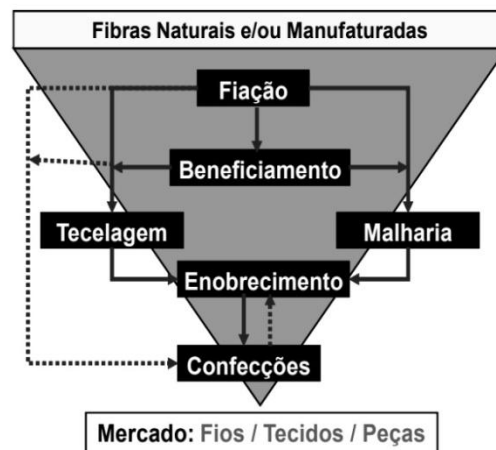 Fibras Naturais e/ou Manufaturadas
Fiação
Beneficiamento
Tecelagem
Malharia
Enobrecimento
Confecções
Mercado: Fios / Tecidos / Peças